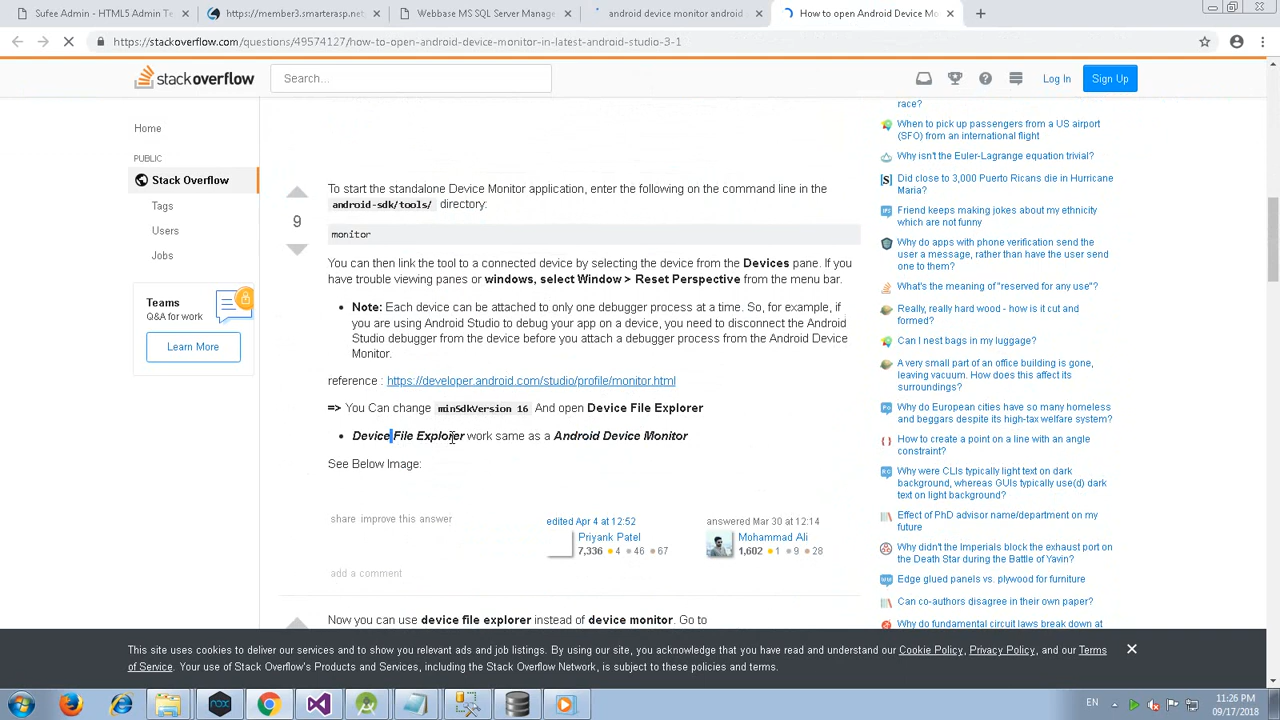 Sufee Admin - HTML5 Admin Te
https://member3.smarterasp.net
Webbase MS SQL Server Manage
android device monitor android
How to open Android Device Mo
https://stackoverflow.com/questions/49574127/how-to-open-android-device-monitor-in-latest-android-studio-3-1
stackoverflow
Search...
Log In
Sign Up
Home
PUBLIC
Stack Overflow
Tags
Users
Jobs
Teams
Q&A for work
Learn More
To start the standalone Device Monitor application, enter the following on the command line in the
android-sdk/tools/ directory:
9
monitor
You can then link the tool to a connected device by selecting the device from the Devices pane. If you
have trouble viewing panes or windows, select Window > Reset Perspective from the menu bar.
• Note: Each device can be attached to only one debugger process at a time. So, for example, if
you are using Android Studio to debug your app on a device, you need to disconnect the Android
Studio debugger from the device before you attach a debugger process from the Android Device
Monitor.
reference : https://developer.android.com/studio/profile/monitor.html
=> You Can change minSdkVersion 16 And open Device File Explorer
• Device File Explorer work same as a Android Device Monitor
See Below Image:
share improve this answer
edited Apr 4 at 12:52
Priyank Patel
7,336 ●4 ●46 ●67
answered Mar 30 at 12:14
Mohammad Ali
1,602 ●1 ●9 ●28
add a comment
Now you can use device file explorer instead of device monitor. Go to
race?
When to pick up passengers from a US airport
(SFO) from an international flight
Why isn't the Euler-Lagrange equation trivial?
Did close to 3,000 Puerto Ricans die in Hurricane
Maria?
Friend keeps making jokes about my ethnicity
which are not funny
Why do apps with phone verification send the
user a message, rather than have the user send
one to them?
What's the meaning of "reserved for any use"?
Really, really hard wood - how is it cut and
formed?
Can I nest bags in my luggage?
A very small part of an office building is gone,
leaving vacuum. How does this affect its
surroundings?
Why do European cities have so many homeless
and beggars despite its high-tax welfare system?
How to create a point on a line with an angle
constraint?
Why were CLIs typically light text on dark
background, whereas GUIs typically use(d) dark
text on light background?
Effect of PhD advisor name/department on my
future
Why didn't the Imperials block the exhaust port on
the Death Star during the Battle of Yavin?
Edge glued panels vs. plywood for furniture
Can co-authors disagree in their own paper?
Why do fundamental circuit laws break down at
This site uses cookies to deliver our services and to show you relevant ads and job listings. By using our site, you acknowledge that you have read and understand our Cookie Policy, Privacy Policy, and our Terms
of Service. Your use of Stack Overflow's Products and Services, including the Stack Overflow Network, is subject to these policies and terms.
nox
EN
11:26 PM
09/17/2018